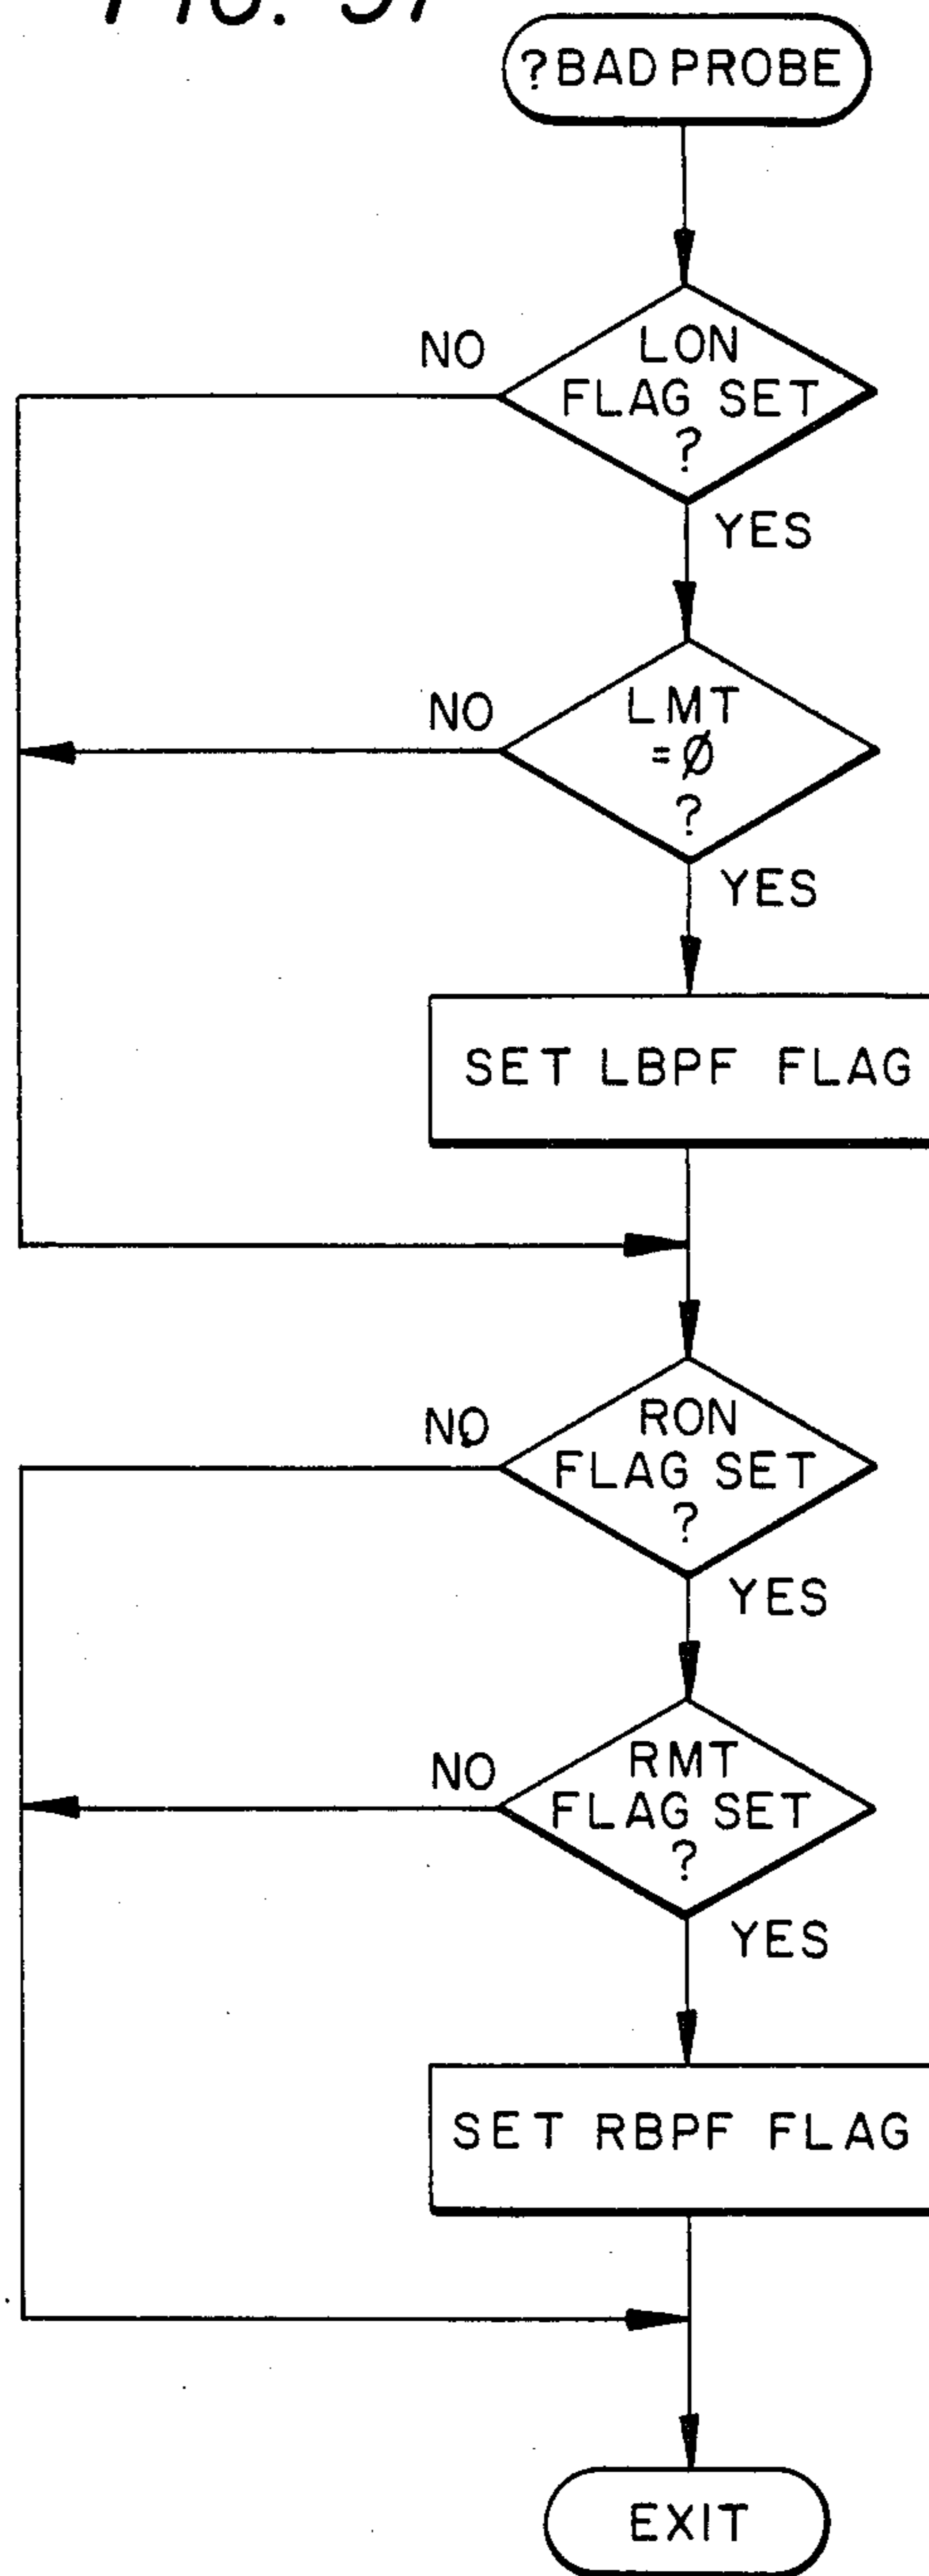 ?BAD PROBE
LON
FLAG SET
?
NO
YES
LMT
=Ø
?
NO
YES
SET LBPF FLAG
RON
FLAG SET
?
NO
YES
RMT
FLAG SET
?
NO
YES
SET RBPF FLAG
EXIT